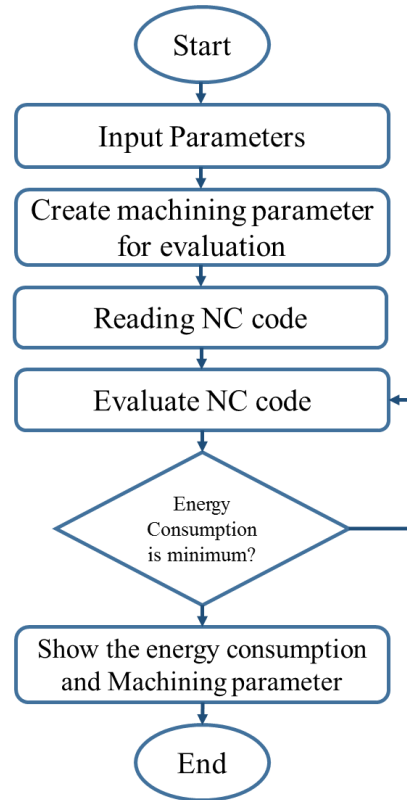 Start
Input Parameters
Create machining parameter
for evaluation
Reading NC code
Evaluate NC code
Energy
Consumption
is minimum?
Show the energy consumption
and Machining parameter
End